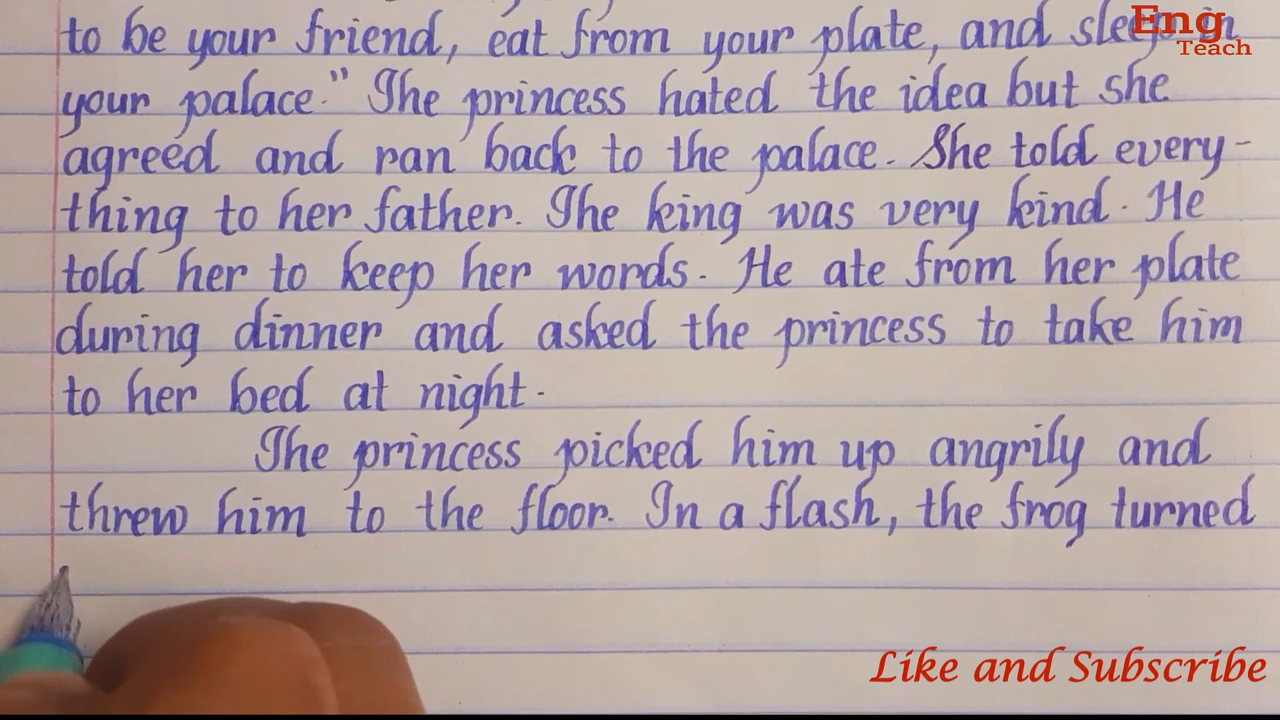 Eng
Teach
to be your friend, eat from your plate, and sleep in
your palace." The princess hated the idea but she
agreed and ran back to the palace. She told every-
thing to her father. The king was very kind. He
told her to keep her words. He ate from her plate
during dinner and asked the princess to take him
to her bed at night.
The princess picked him up angrily and
threw him to the floor. In a flash, the frog turned
Like and Subscribe